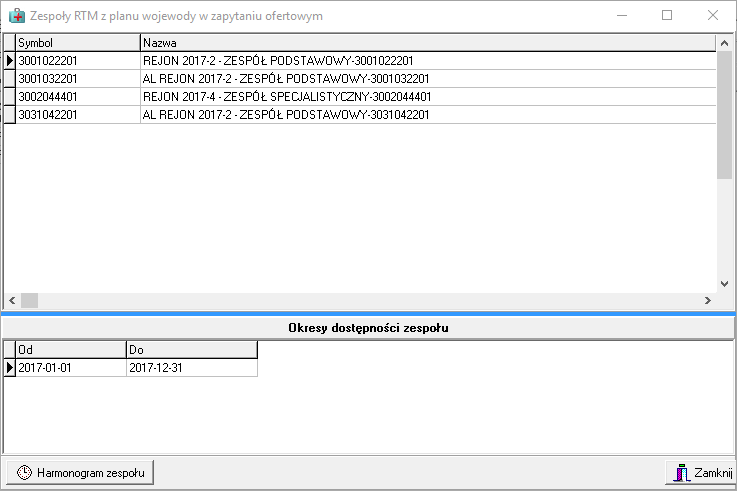 Zespoły RTM z planu wojewody w zapytaniu ofertowym
Symbol Nazwa
3001022201 REJON 2017-2 - ZESPÓŁ PODSTAWOWY-3001022201
3001032201 AL REJON 2017-2 - ZESPÓŁ PODSTAWOWY-3001032201
3002044401 REJON 2017-4 - ZESPÓŁ SPECJALISTYCZNY-3002044401
3031042201 AL REJON 2017-2 - ZESPÓŁ PODSTAWOWY-3031042201
Okresy dostępności zespołu
Od Do
2017-01-01 2017-12-31
Harmonogram zespołu Zamknij